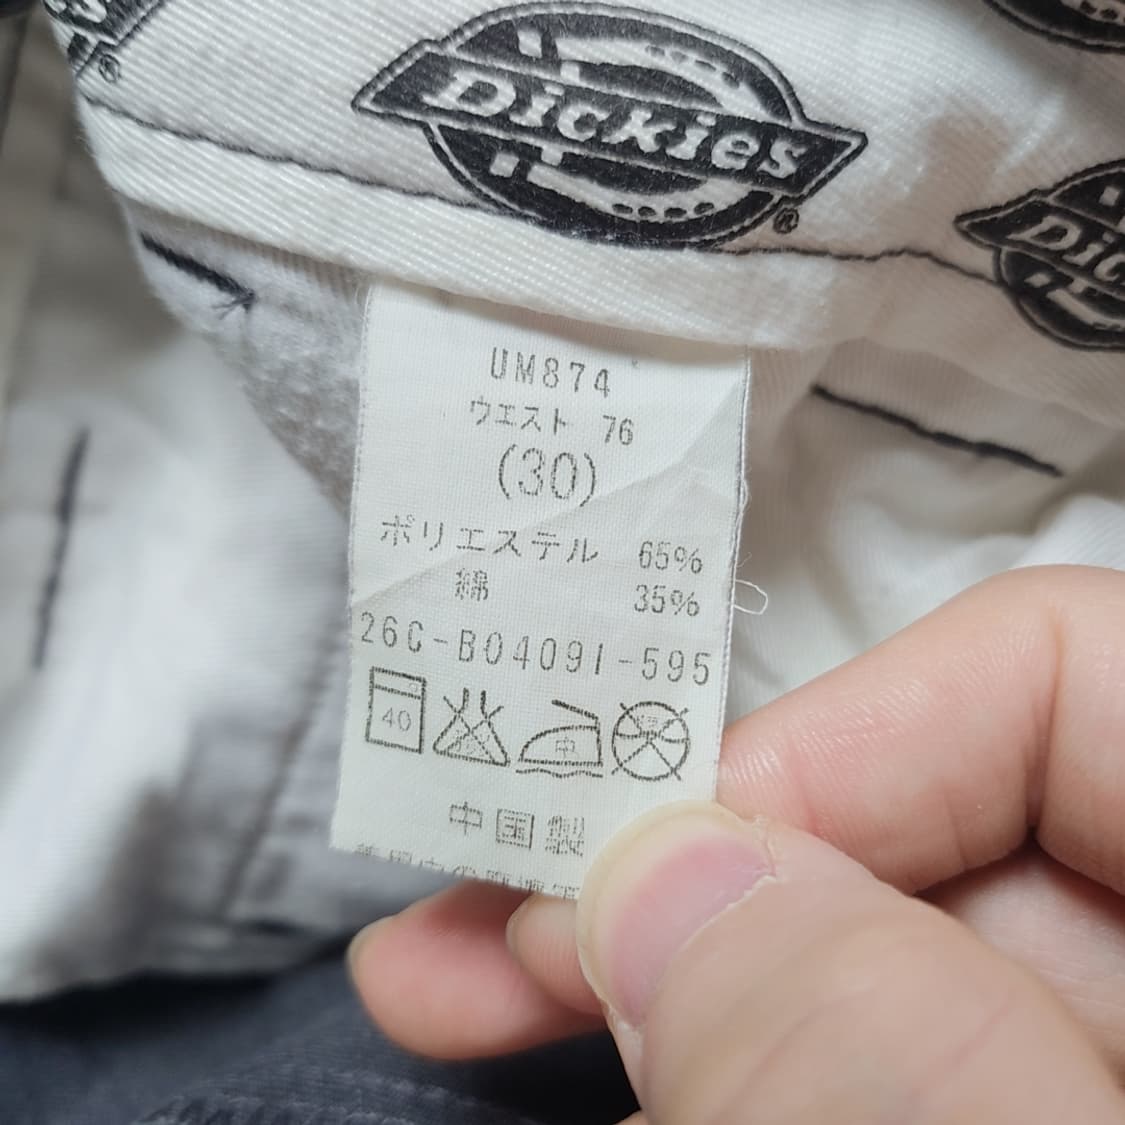 Dickies
®
UM874
ウエスト 76
(30)
ポリエステル 65%
綿 35%
26C-B04091-595
40
中
中国製